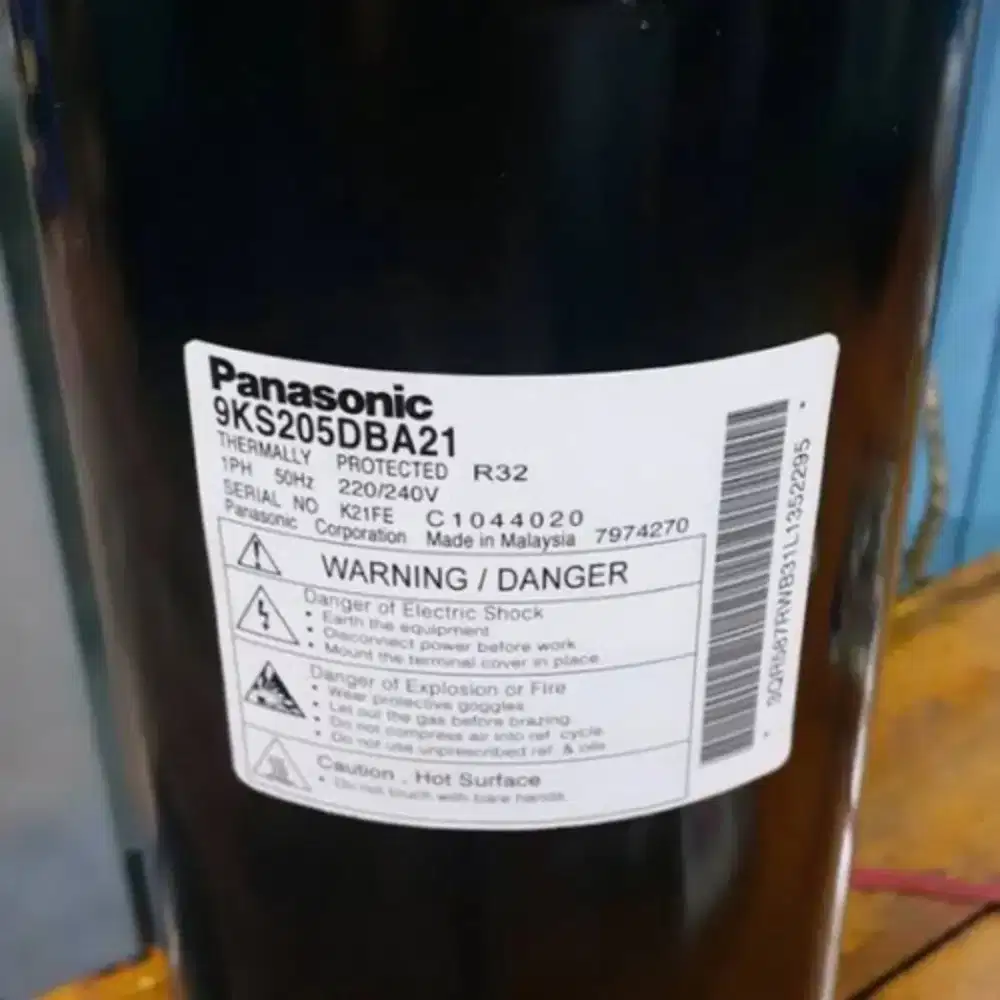 Panasonic
9KS205DBA21
THERMALLY PROTECTED R32
1PH 50Hz 220/240V
SERIAL NO K21FE C1044020
Panasonic Corporation Made in Malaysia 7974270
WARNING / DANGER
Danger of Electric Shock
• Earth the equipment
• Disconnect power before work
• Mount the terminal cover in place
Danger of Explosion or Fire
• Wear protective goggles
• Let out the gas before brazing
• Do not compress air into ref. cycle
• Do not use unprescribed ref. & oils
Caution . Hot Surface
• Do not touch with bare hands